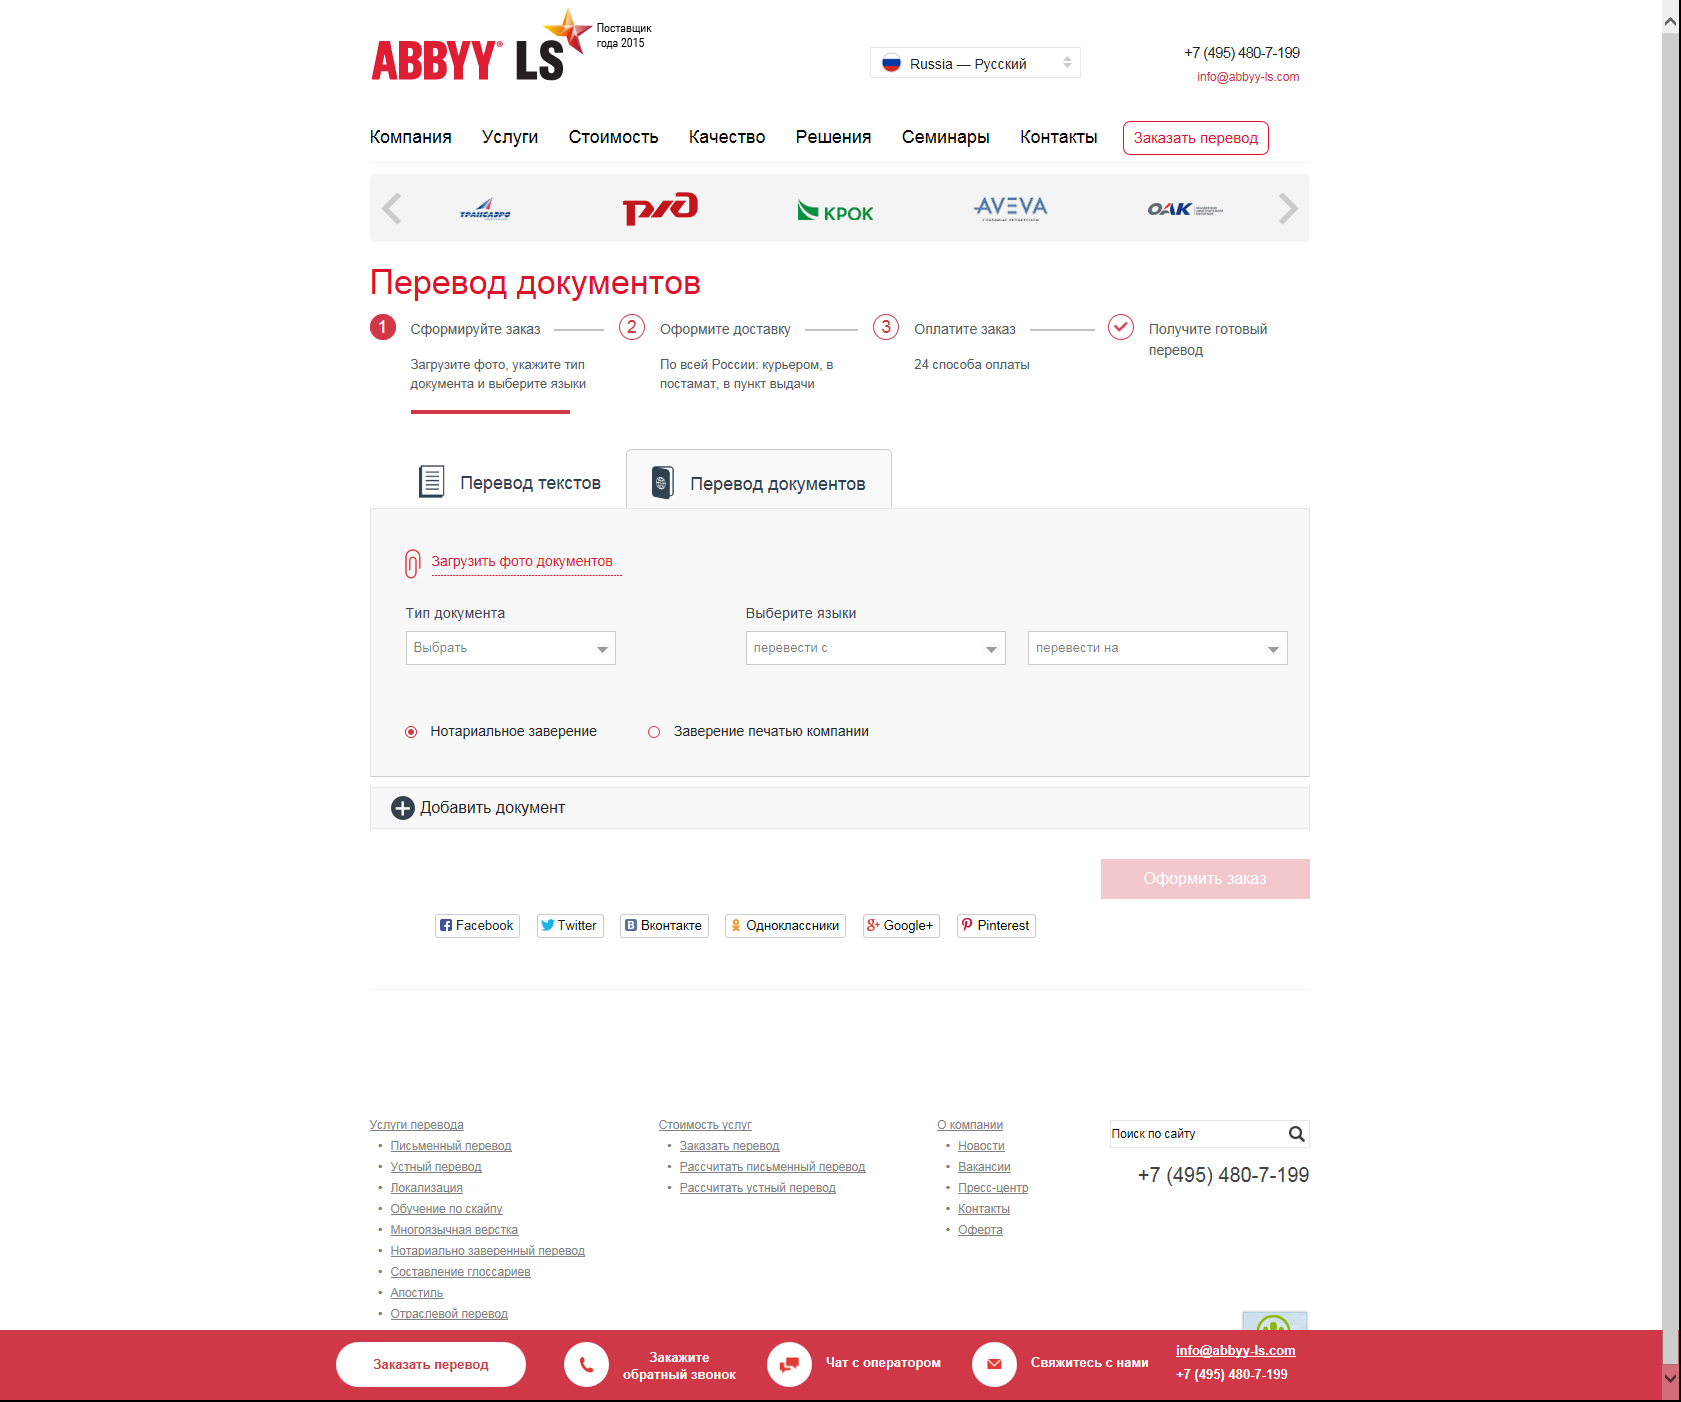 ABBYY® LS
Поставщик
года 2015
Russia — Русский
+7 (495) 480-7-199
info@abbyy-ls.com
Компания Услуги Стоимость Качество Решения Семинары Контакты Заказать перевод
ТРАНСАЭРО РЖД КРОК AVEVA ОАК
Перевод документов
1 Сформируйте заказ 2 Оформите доставку 3 Оплатите заказ Получите готовый
перевод
Загрузите фото, укажите тип По всей России: курьером, в 24 способа оплаты
документа и выберите языки постамат, в пункт выдачи
Перевод текстов Перевод документов
Загрузить фото документов
Тип документа Выберите языки
Выбрать перевести с перевести на
Нотариальное заверение Заверение печатью компании
Добавить документ
Оформить заказ
Facebook Twitter Вконтакте Одноклассники Google+ Pinterest
Услуги перевода
Письменный перевод
Устный перевод
Локализация
Обучение по скайпу
Многоязычная верстка
Нотариально заверенный перевод
Составление глоссариев
Апостиль
Отраслевой перевод
Стоимость услуг
Заказать перевод
Рассчитать письменный перевод
Рассчитать устный перевод
О компании
Новости
Вакансии
Пресс-центр
Контакты
Оферта
Поиск по сайту
+7 (495) 480-7-199
Заказать перевод
Закажите
обратный звонок
Чат с оператором
Свяжитесь с нами
info@abbyy-ls.com
+7 (495) 480-7-199